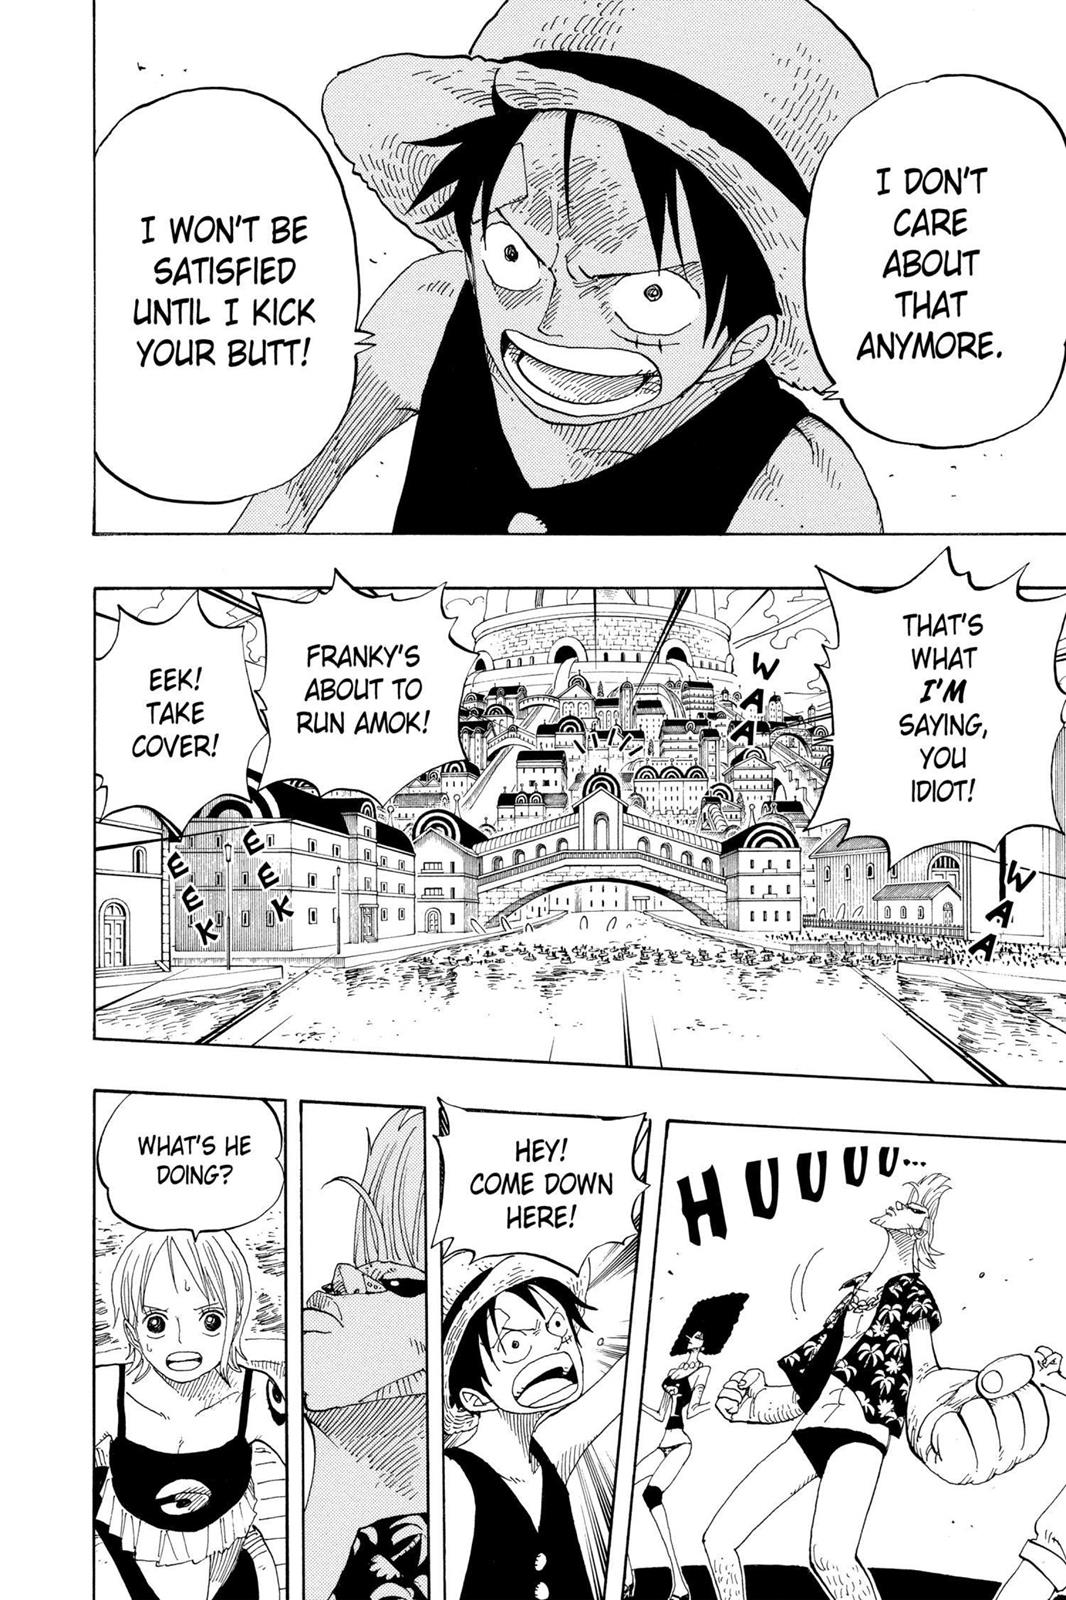 I DON'T
CARE
ABOUT
THAT
ANYMORE.
I WON'T BE
SATISFIED
UNTIL I KICK
YOUR BUTT!
THAT'S
WHAT
I'M
SAYING,
YOU
IDIOT!
WAA
WAA
FRANKY'S
ABOUT TO
RUN AMOK!
EEK!
TAKE
COVER!
EEK
EEK
HUUUU...
HEY!
COME DOWN
HERE!
WHAT'S HE
DOING?